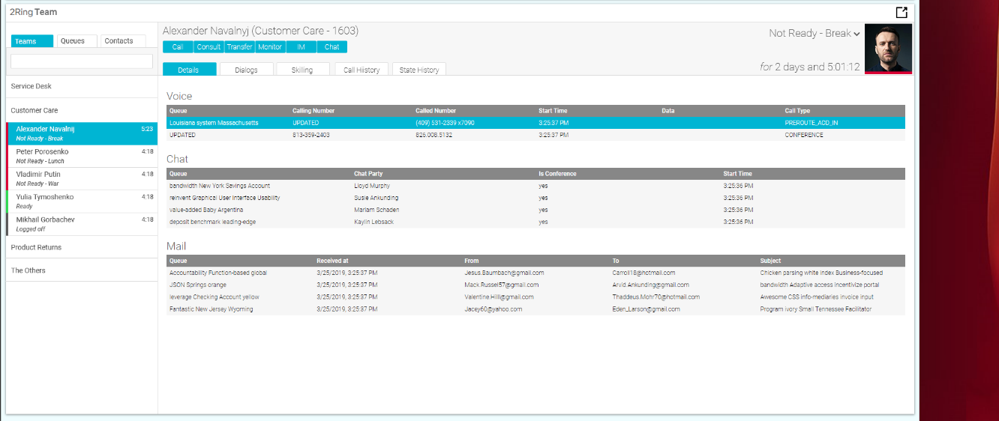 2Ring Team
Teams Queues Contacts
Service Desk
Customer Care
Alexander Navalnij 5:23
Not Ready - Break
Peter Porosenko 4:18
Not Ready - Lunch
Vladimir Putin 4:18
Not Ready - War
Yulia Tymoshenko 4:18
Ready
Mikhail Gorbachev 4:18
Logged off
Product Returns
The Others
Alexander Navalnyj (Customer Care - 1603)
Not Ready - Break
Call Consult Transfer Monitor IM Chat
for 2 days and 5:01:12
Details Dialogs Skilling Call Hiistory State History
Voice
Queue Calling Number Called Number Start Time Data Call Type
Louisiana system Massachusetts UPDATED (409) 531-2339 x7090 3:25:37 PM PREROUTE_ACD_IN
UPDATED 813-359-2403 826.008.5132 3:25:37 PM CONFERENCE
Chat
Queue Chat Party Is Conference Start Time
bandwidth New York Savings Account Lloyd Murphy yes 3:25:36 PM
reinvent Graphical User Interface Usability Susie Ankunding yes 3:25:36 PM
value-added Baby Argentina Mariam Schaden yes 3:25:36 PM
deposit benchmark leading-edge Kaylin Lebsack yes 3:25:36 PM
Mail
Queue Received at From To Subject
Accountability Function-based global 3/25/2019, 3:25:37 PM Jesus.Baumbach@gmail.com Carroll18@hotmail.com Chicken parsing white index Business-focused
JSON Springs orange 3/25/2019, 3:25:37 PM Mack.Russel57@gmail.com Arvid.Ankunding@gmail.com bandwidth Adaptive access incentivize portal
leverage Checking Account yellow 3/25/2019, 3:25:37 PM Valentine.Hilll@gmail.com Thaddeus.Mohr70@hotmail.com Awesome CSS info-mediaries invoice input
Fantastic New Jersey Wyoming 3/25/2019, 3:25:37 PM Jacey60@yahoo.com Eden_Larson@gmail.com Program ivory Small Tennessee Facilitator